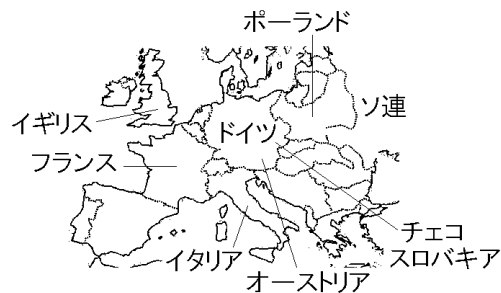 ポーランド
ソ連
イギリス
ドイツ
フランス
チェコ
スロバキア
イタリア
オーストリア